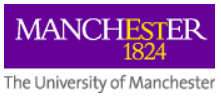 MANCHESTER
1824
The University of Manchester